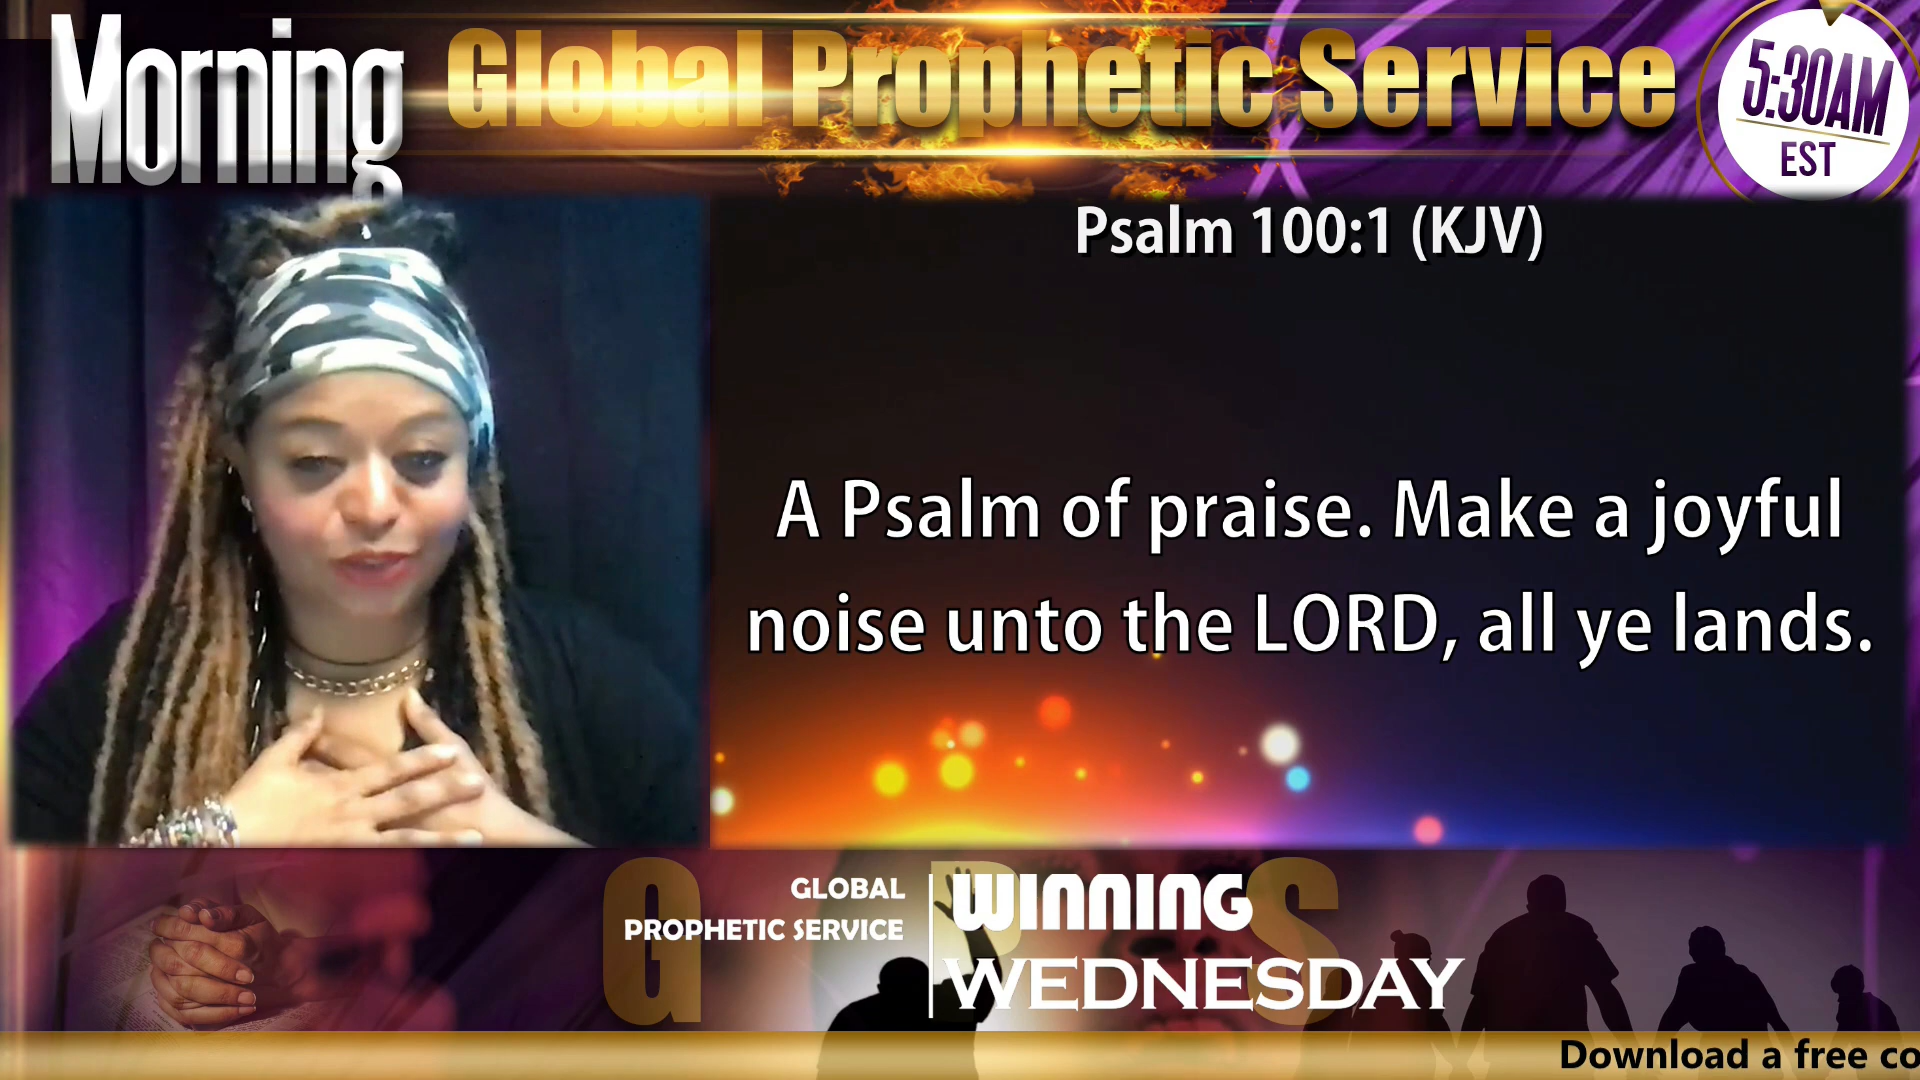 Morning Global Prophetic Service
5:30AM
EST
Psalm 100:1 (KJV)
A Psalm of praise. Make a joyful
noise unto the LORD, all ye lands.
G P S
GLOBAL
PROPHETIC SERVICE
WINNING
WEDNESDAY
Download a free co